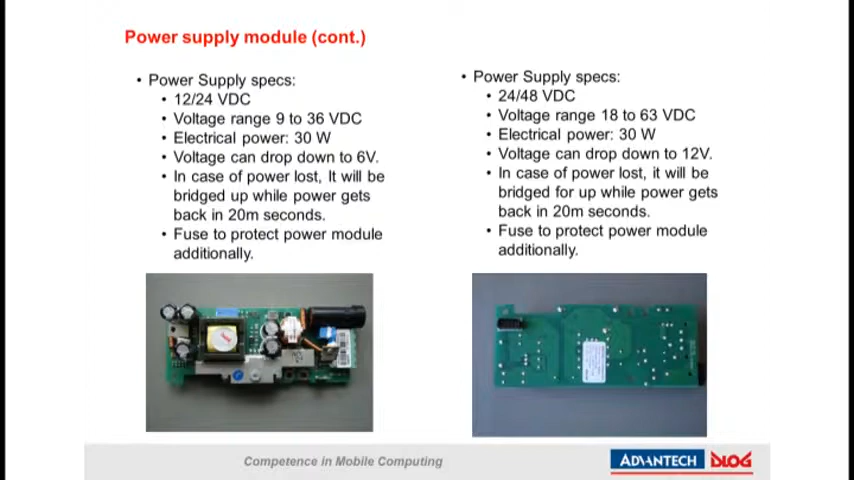 Power supply module (cont.)
• Power Supply specs:
• 12/24 VDC
• Voltage range 9 to 36 VDC
• Electrical power: 30 W
• Voltage can drop down to 6V.
• In case of power lost, It will be
bridged up while power gets
back in 20m seconds.
• Fuse to protect power module
additionally.
• Power Supply specs:
• 24/48 VDC
• Voltage range 18 to 63 VDC
• Electrical power: 30 W
• Voltage can drop down to 12V.
• In case of power lost, it will be
bridged for up while power gets
back in 20m seconds.
• Fuse to protect power module
additionally.
Competence in Mobile Computing
ADVANTECH DLOG